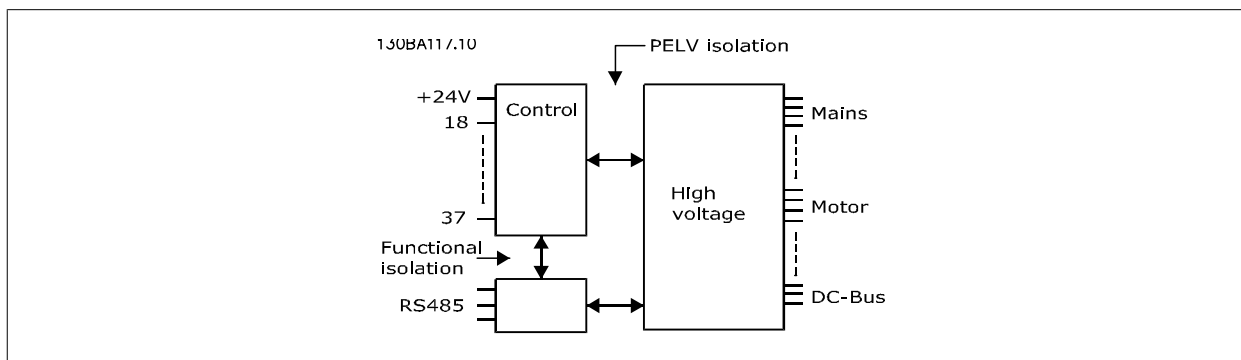 130BA117.10
PELV isolation
+24V
Control
18
Mains
High
voltage
37
Motor
Functional
isolation
RS485
DC-Bus